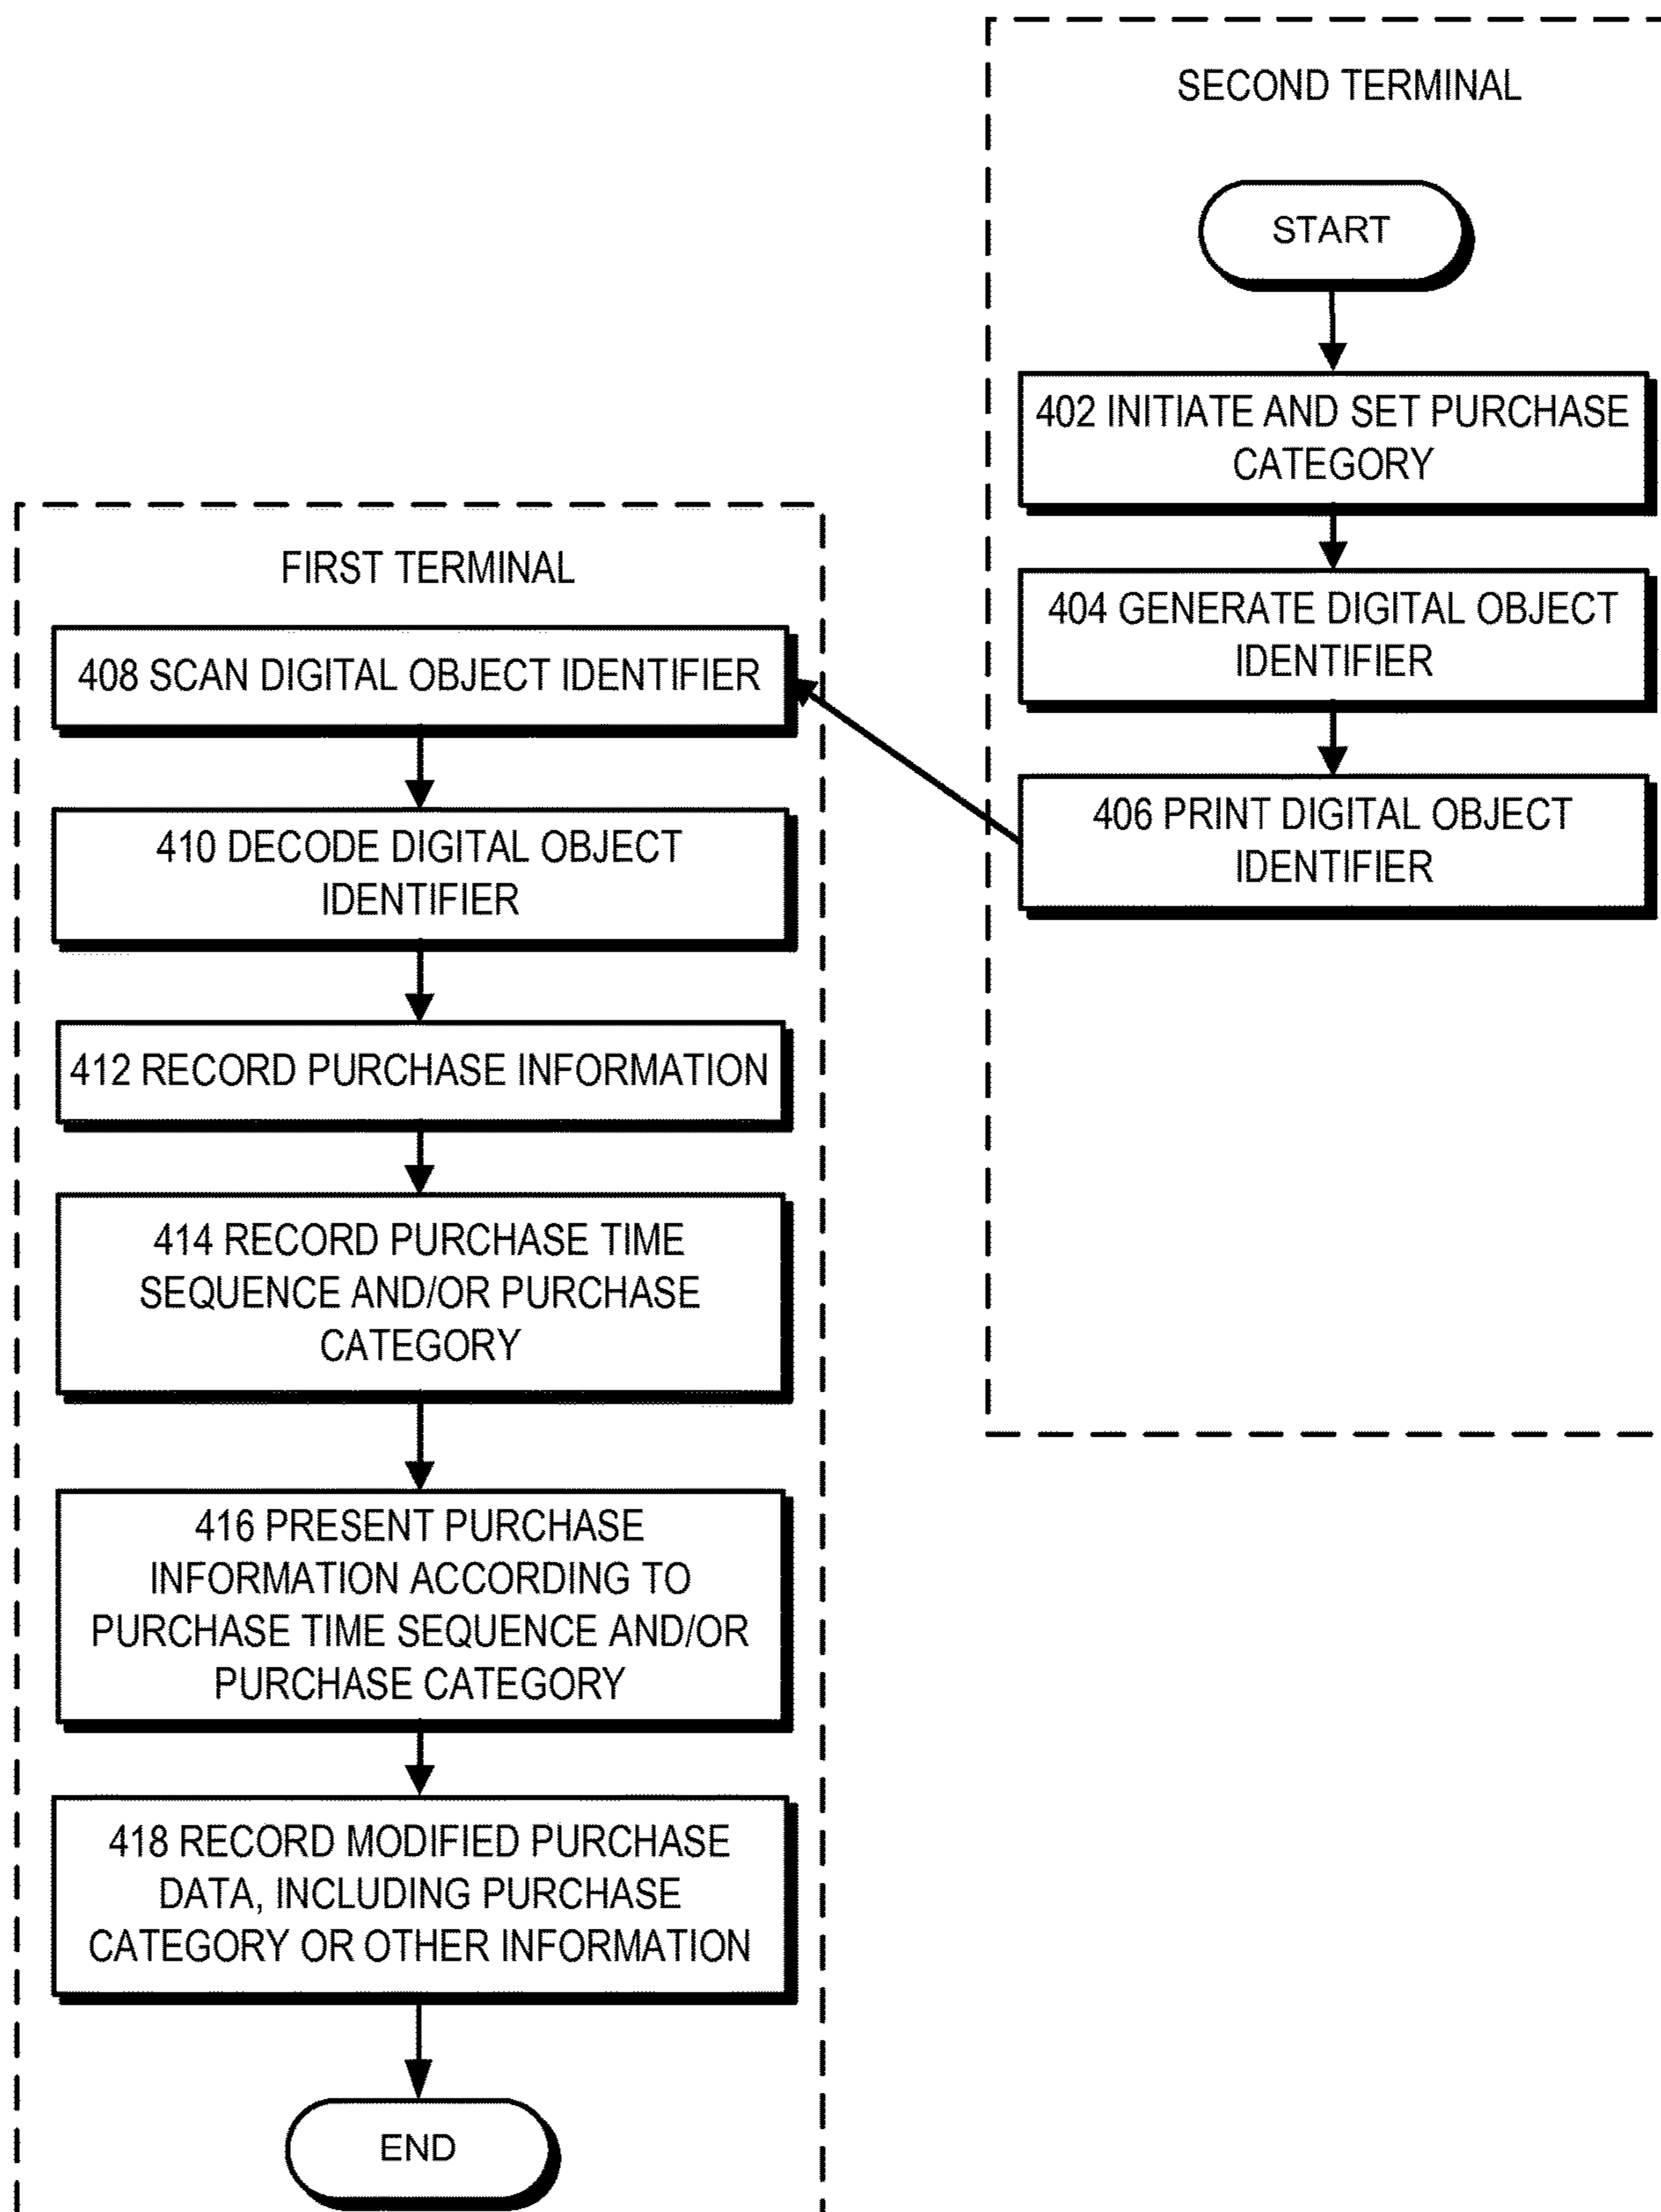 SECOND TERMINAL
START
402 INITIATE AND SET PURCHASE
CATEGORY
404 GENERATE DIGITAL OBJECT
IDENTIFIER
406 PRINT DIGITAL OBJECT
IDENTIFIER
FIRST TERMINAL
408 SCAN DIGITAL OBJECT IDENTIFIER
410 DECODE DIGITAL OBJECT
IDENTIFIER
412 RECORD PURCHASE INFORMATION
414 RECORD PURCHASE TIME
SEQUENCE AND/OR PURCHASE
CATEGORY
416 PRESENT PURCHASE
INFORMATION ACCORDING TO
PURCHASE TIME SEQUENCE AND/OR
PURCHASE CATEGORY
418 RECORD MODIFIED PURCHASE
DATA, INCLUDING PURCHASE
CATEGORY OR OTHER INFORMATION
END